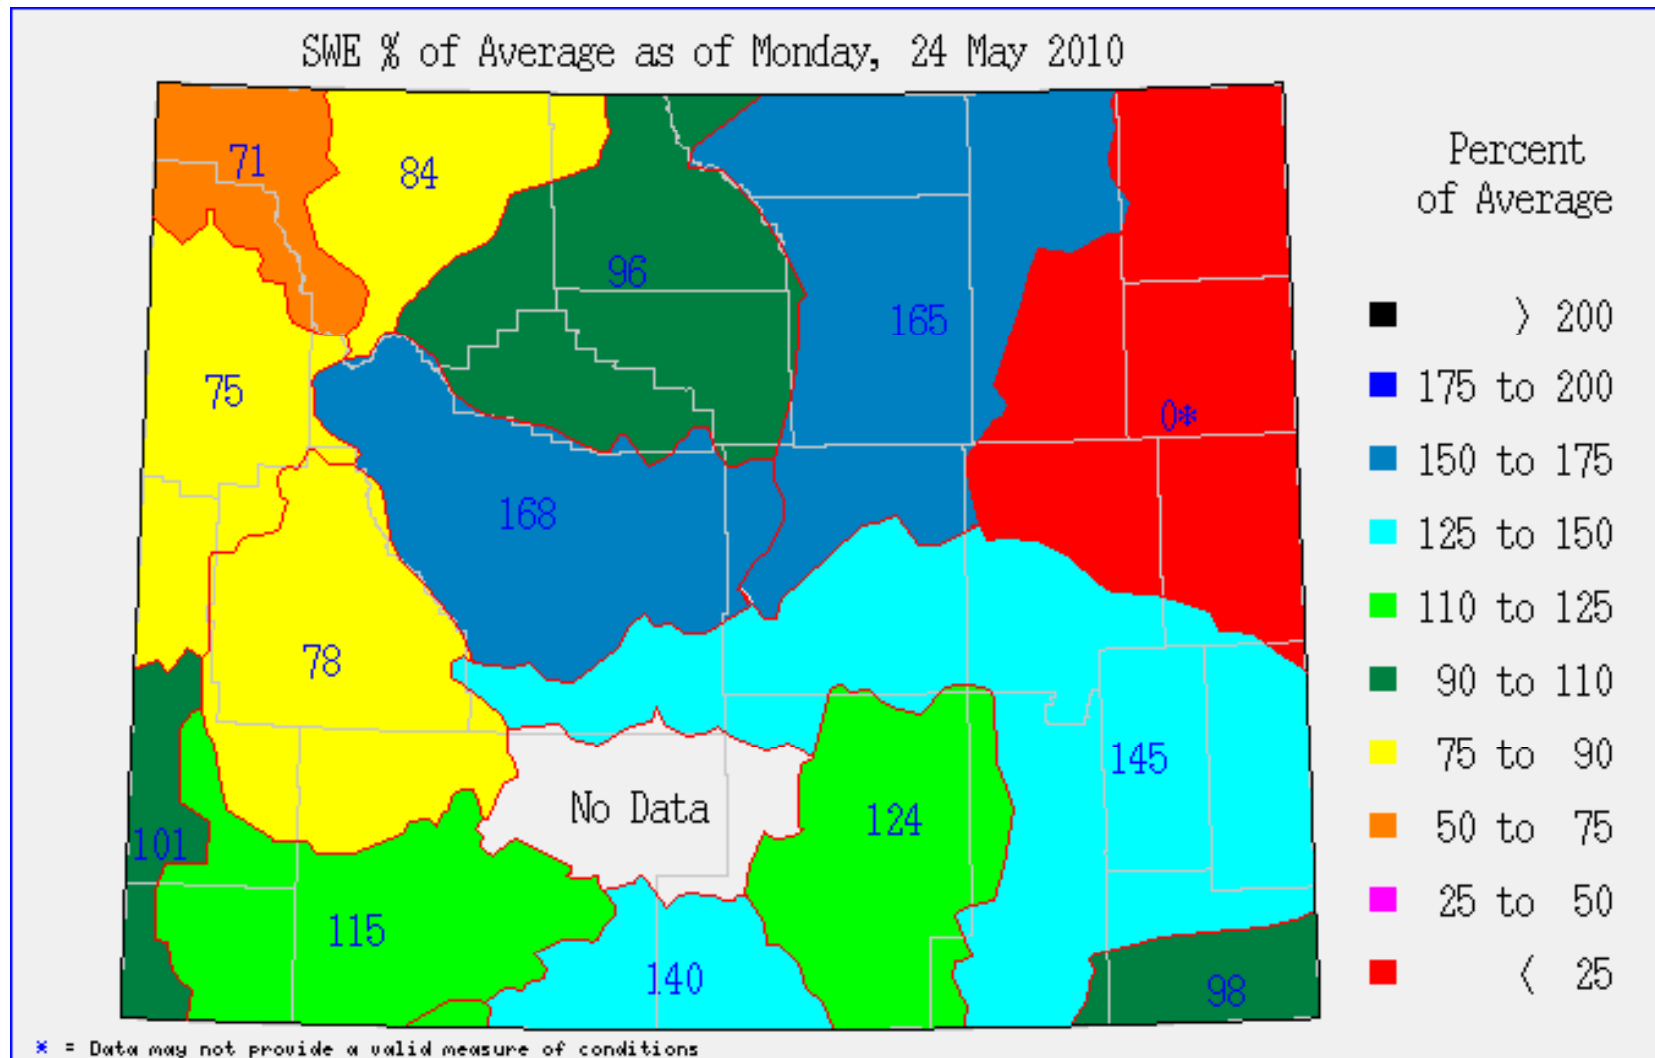 SWE % of Average as of Monday, 24 May 2010
Percent
of Average
71
84
96
165
75
0*
168
78
145
No Data
124
101
115
140
98
> 200
175 to 200
150 to 175
125 to 150
110 to 125
90 to 110
75 to 90
50 to 75
25 to 50
< 25
* = Data may not provide a valid measure of conditions